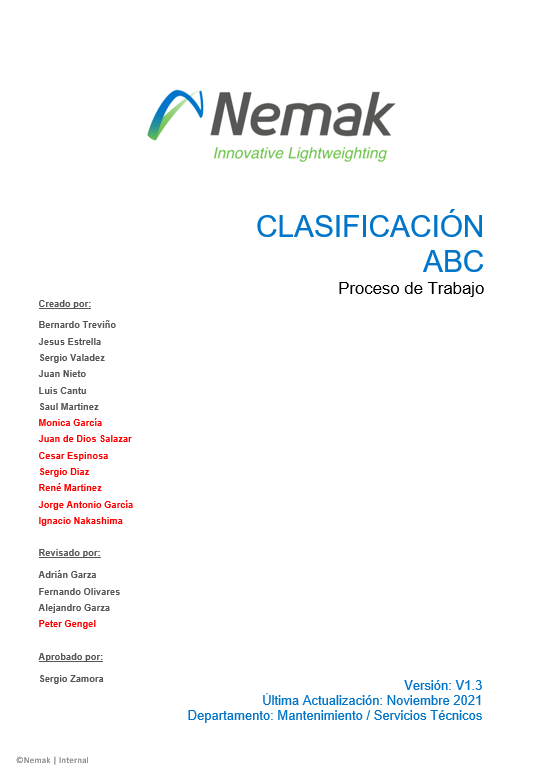 Nemak
Innovative Lightweighting
CLASIFICACIÓN
ABC
Proceso de Trabajo
Creado por:
Bernardo Treviño
Jesus Estrella
Sergio Valadez
Juan Nieto
Luis Cantu
Saul Martinez
Monica García
Juan de Dios Salazar
Cesar Espinosa
Sergio Diaz
René Martinez
Jorge Antonio García
Ignacio Nakashima
Revisado por:
Adrián Garza
Fernando Olivares
Alejandro Garza
Peter Gengel
Aprobado por:
Sergio Zamora
Versión: V1.3
Última Actualización: Noviembre 2021
Departamento: Mantenimiento / Servicios Técnicos
©Nemak | Internal